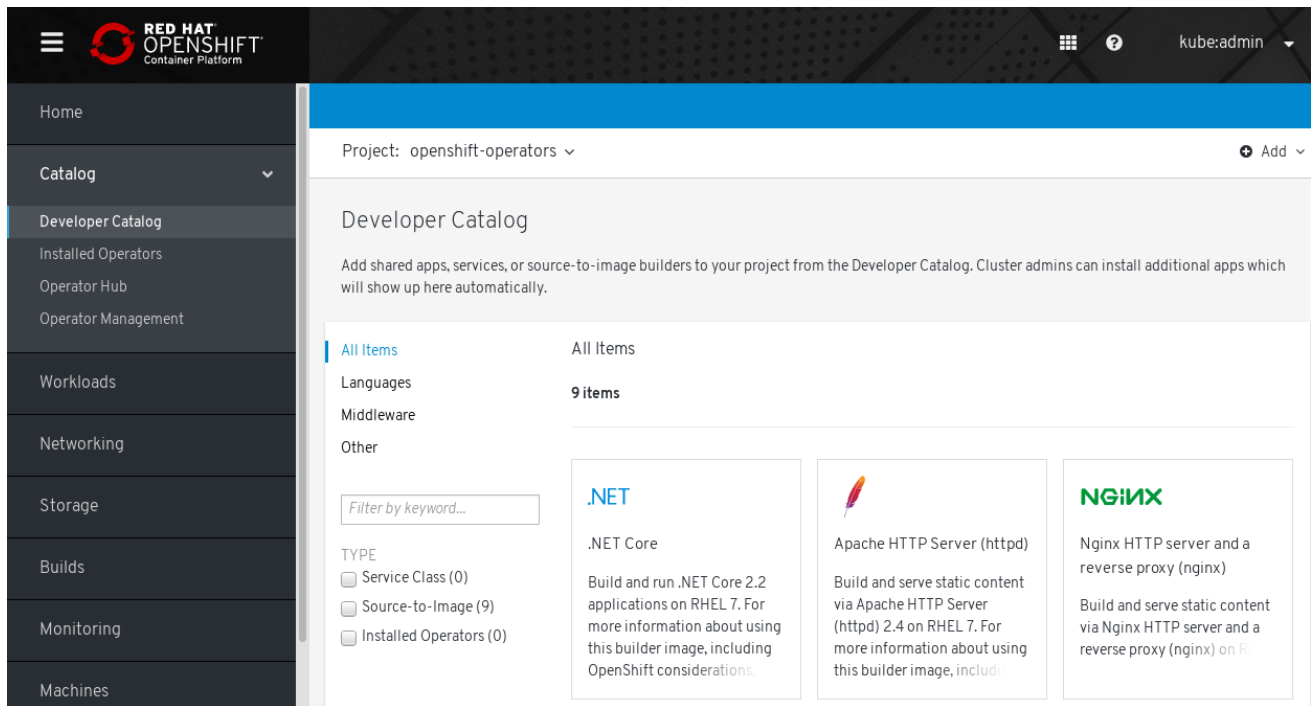 RED HAT
OPENSHIFT
Container Platform
kube:admin
Home
Catalog
Developer Catalog
Installed Operators
Operator Hub
Operator Management
Workloads
Networking
Storage
Builds
Monitoring
Machines
Project: openshift-operators
Add
Developer Catalog
Add shared apps, services, or source-to-image builders to your project from the Developer Catalog. Cluster admins can install additional apps which
will show up here automatically.
All Items
Languages
Middleware
Other
Filter by keyword...
TYPE
Service Class (0)
Source-to-Image (9)
Installed Operators (0)
All Items
9 items
.NET
.NET Core
Build and run .NET Core 2.2
applications on RHEL 7. For
more information about using
this builder image, including
OpenShift considerations,
Apache HTTP Server (httpd)
Build and serve static content
via Apache HTTP Server
(httpd) 2.4 on RHEL 7. For
more information about using
this builder image, includin
NGINX
Nginx HTTP server and a
reverse proxy (nginx)
Build and serve static content
via Nginx HTTP server and a
reverse proxy (nginx) on R